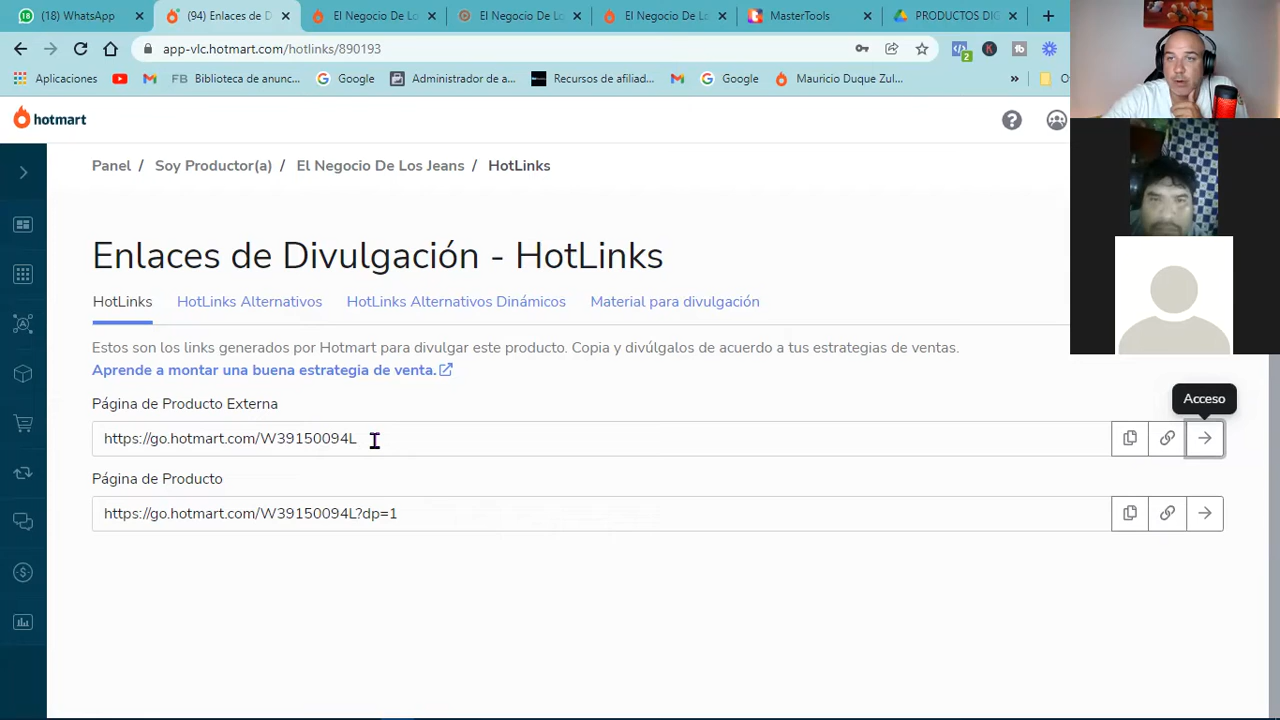 (18) WhatsApp
(94) Enlaces de D
El Negocio De Lo
El Negocio De Lo
El Negocio De Lo
MasterTools
PRODUCTOS DIG
app-vlc.hotmart.com/hotlinks/890193
2
Aplicaciones
FB Biblioteca de anunc...
Google
Administrador de a...
Recursos de afiliad...
Google
Mauricio Duque Zul...
»
hotmart
Panel / Soy Productor(a) / El Negocio De Los Jeans / HotLinks
Enlaces de Divulgación - HotLinks
HotLinks
HotLinks Alternativos
HotLinks Alternativos Dinámicos
Material para divulgación
Estos son los links generados por Hotmart para divulgar este producto. Copia y divúlgalos de acuerdo a tus estrategias de ventas.
Aprende a montar una buena estrategia de venta.
Acceso
Página de Producto Externa
https://go.hotmart.com/W39150094L
Página de Producto
https://go.hotmart.com/W39150094L?dp=1